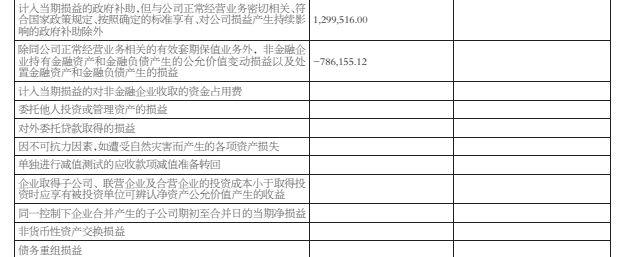 计入当期损益的政府补助,但与公司正常经营业务密切相关、符
合国家政策规定、按照确定的标准享有、对公司损益产生持续影
响的政府补助除外
1,299,516.00
除同公司正常经营业务相关的有效套期保值业务外，非金融企
业持有金融资产和金融负债产生的公允价值变动损益以及处
置金融资产和金融负债产生的损益
-786,155.12
计入当期损益的对非金融企业收取的资金占用费
委托他人投资或管理资产的损益
对外委托贷款取得的损益
因不可抗力因素,如遭受自然灾害而产生的各项资产损失
单独进行减值测试的应收款项减值准备转回
企业取得子公司、联营企业及合营企业的投资成本小于取得投
资时应享有被投资单位可辨认净资产公允价值产生的收益
同一控制下企业合并产生的子公司期初至合并日的当期净损益
非货币性资产交换损益
债务重组损益